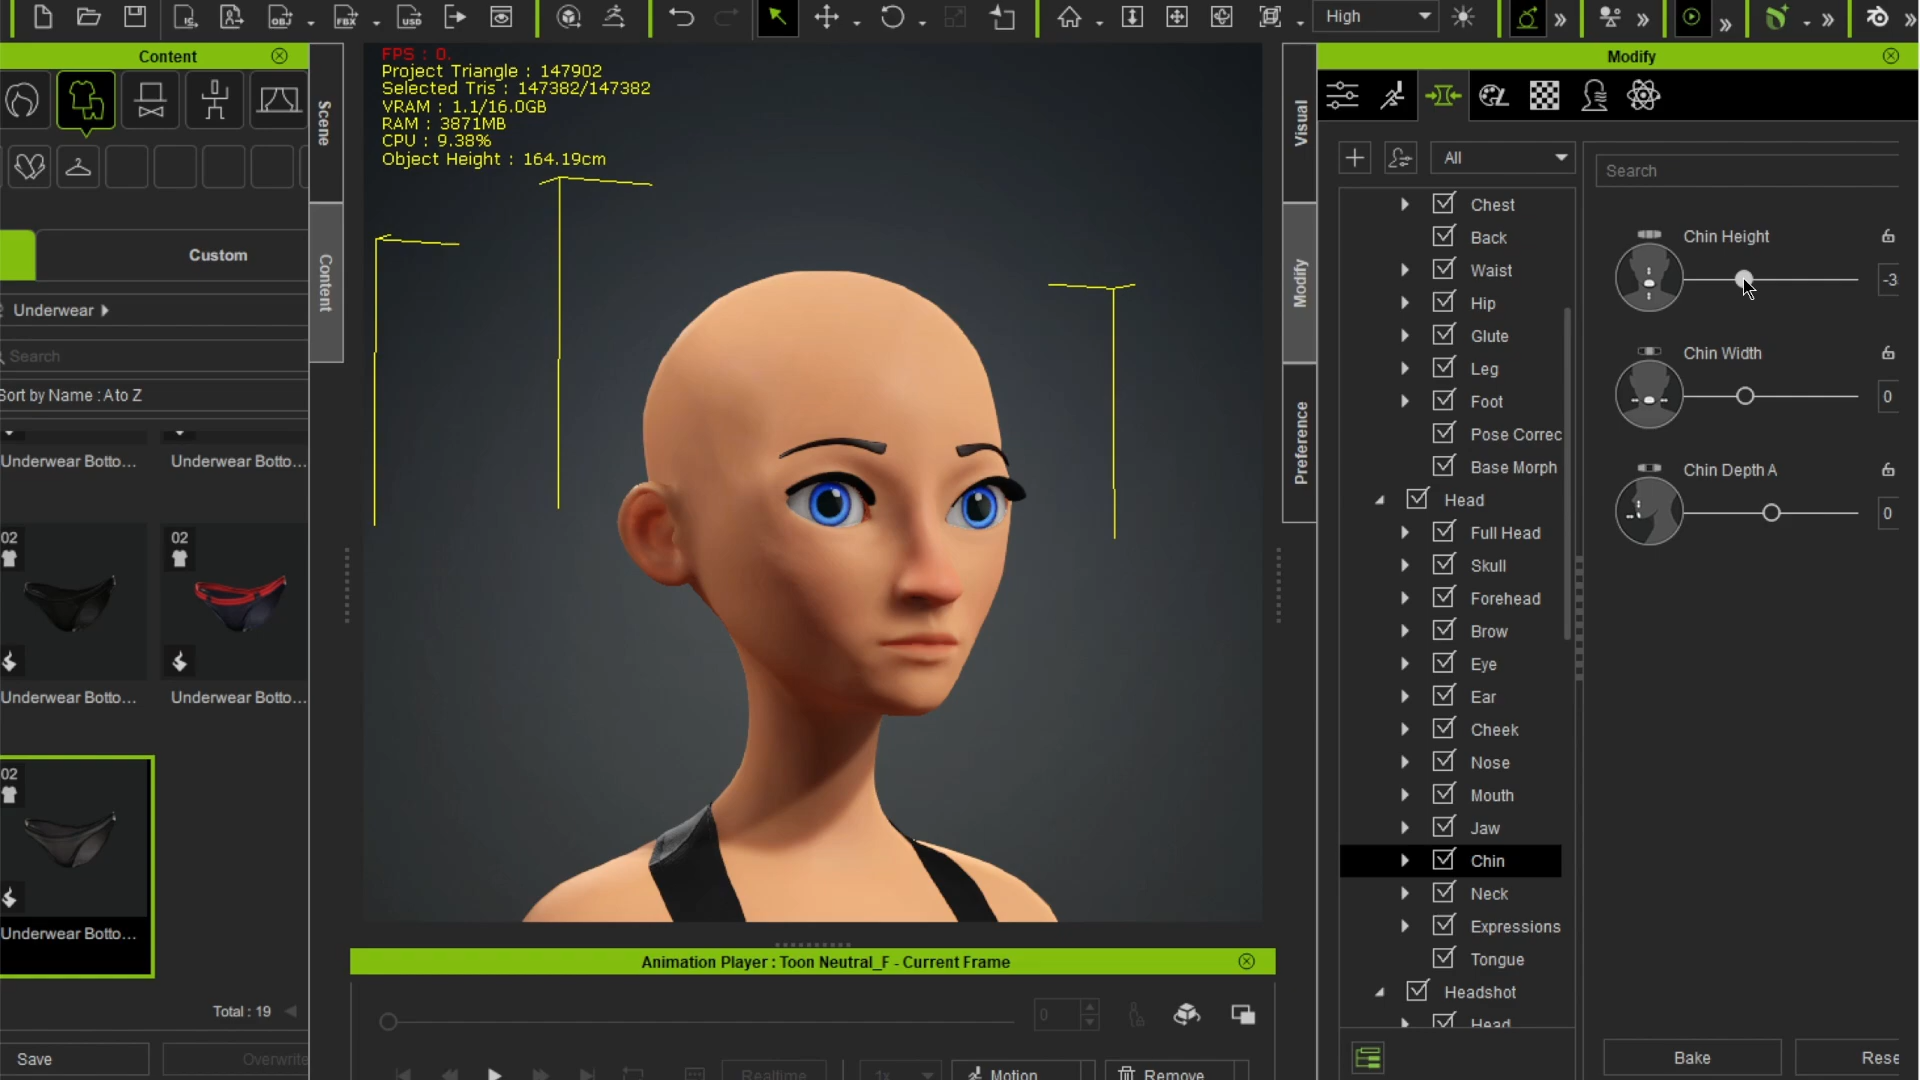 OBJ
FBX
USD
High
Content
Modify
FPS : 0.
Project Triangle : 147902
Selected Tris : 147382/147382
VRAM : 1.1/16.0GB
RAM : 3871MB
CPU : 9.38%
Object Height : 164.19cm
Scene
Content
Visual
Modify
Preference
Custom
Underwear
Search
Sort by Name : A to Z
Underwear Botto...
Underwear Botto...
02
02
Underwear Botto...
Underwear Botto...
02
Underwear Botto...
Total : 19
Save
Overwrite
Animation Player : Toon Neutral_F - Current Frame
0
Realtime
1x
Motion
Remove
All
Chest
Back
Waist
Hip
Glute
Leg
Foot
Pose Correc
Base Morph
Head
Full Head
Skull
Forehead
Brow
Eye
Ear
Cheek
Nose
Mouth
Jaw
Chin
Neck
Expressions
Tongue
Headshot
Head
Search
Chin Height
-3
Chin Width
0
Chin Depth A
0
Bake
Rese